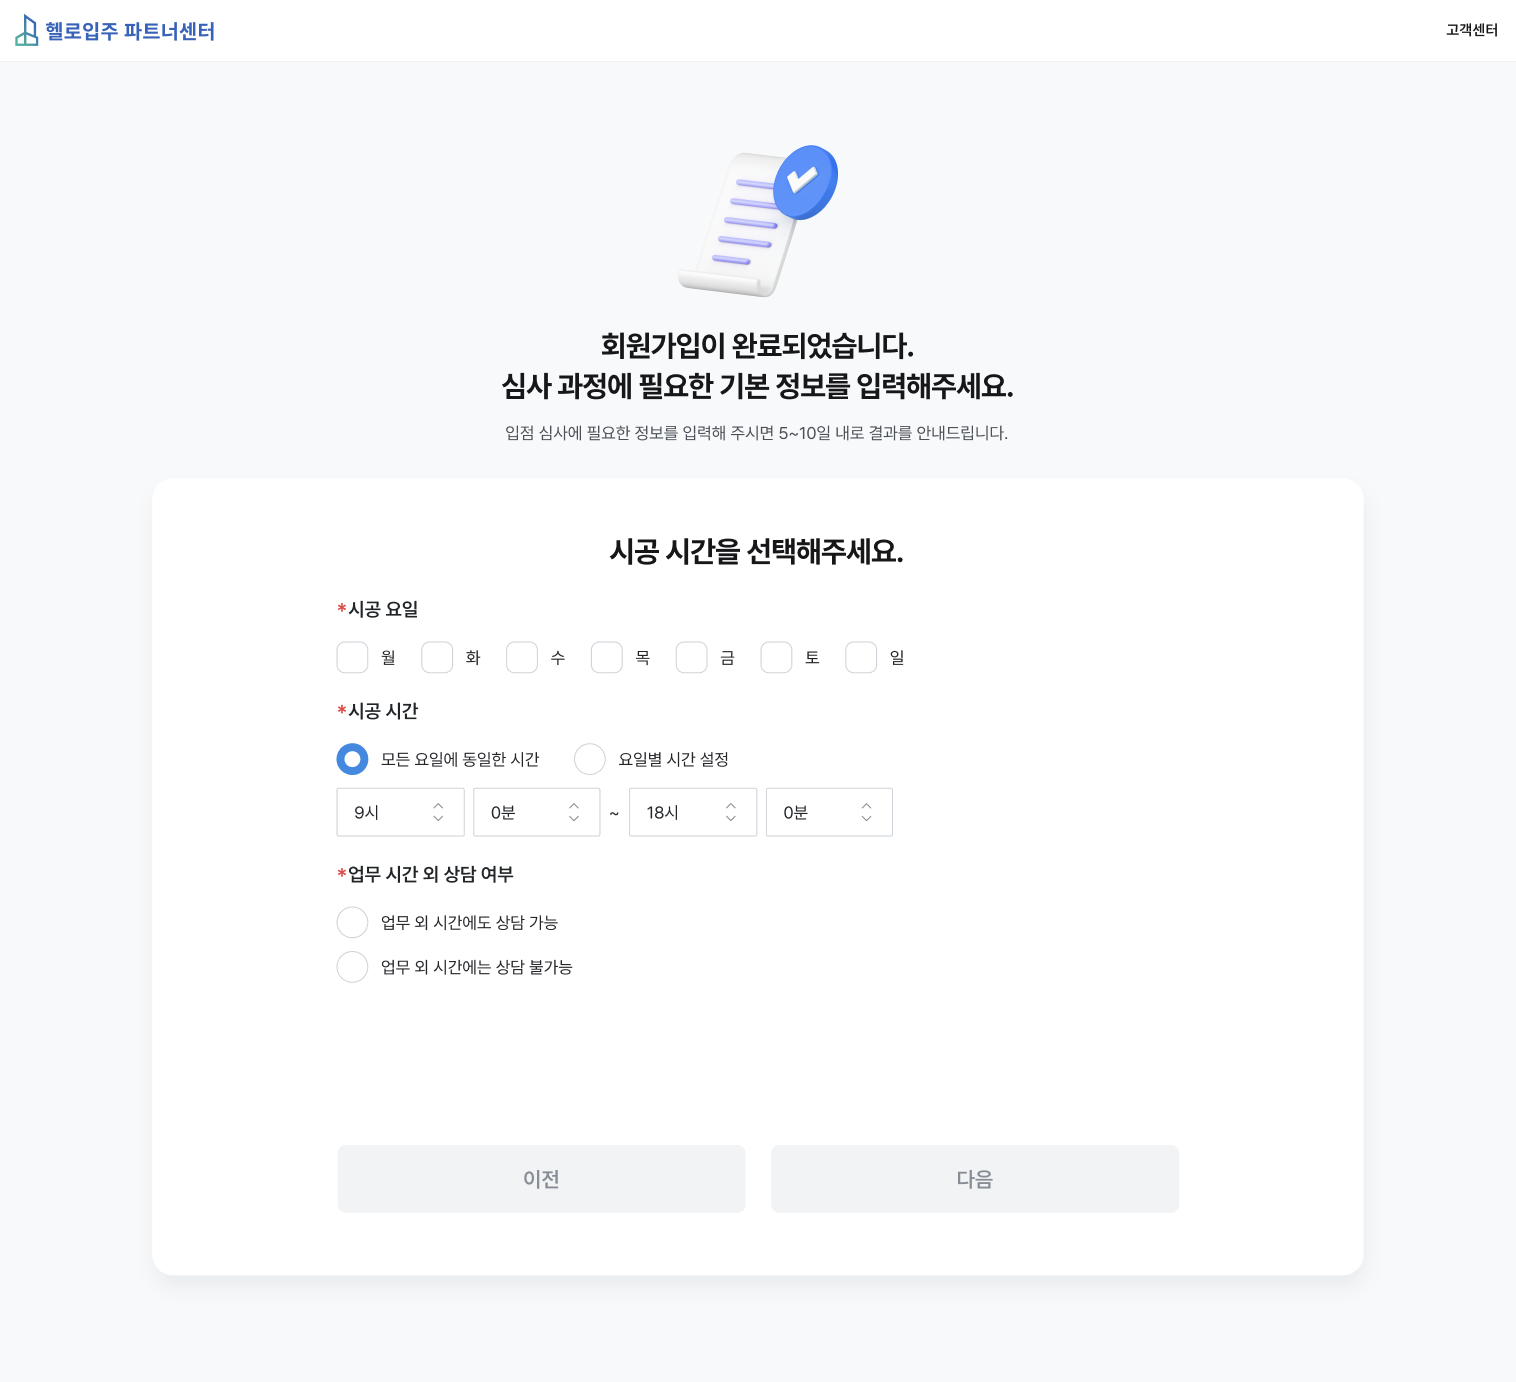 헬로입주 파트너센터
고객센터
회원가입이 완료되었습니다.
심사 과정에 필요한 기본 정보를 입력해주세요.
입점 심사에 필요한 정보를 입력해 주시면 5~10일 내로 결과를 안내드립니다.
시공 시간을 선택해주세요.
*시공 요일
월 화 수 목 금 토 일
*시공 시간
모든 요일에 동일한 시간 요일별 시간 설정
9시 0분 ~ 18시 0분
*업무 시간 외 상담 여부
업무 외 시간에도 상담 가능
업무 외 시간에는 상담 불가능
이전 다음